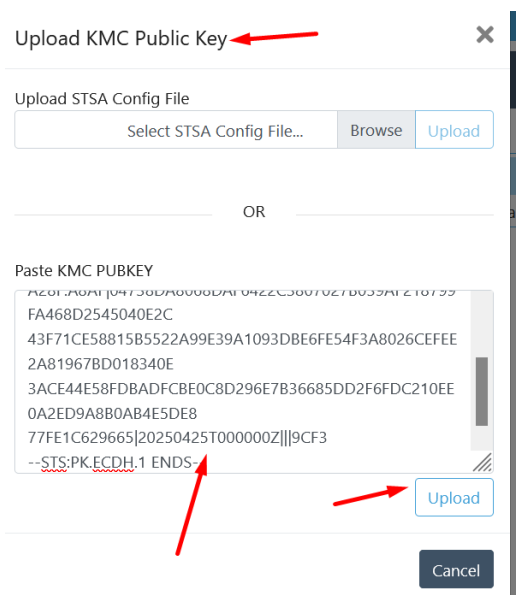 Upload KMC Public Key
Upload STSA Config File
Select STSA Config File... Browse Upload
OR
Paste KMC PUBKEY
FA468D2545040E2C
43F71CE58815B5522A99E39A1093DBE6FE54F3A8026CEFEE
2A81967BD018340E
3ACE44E58FDBADFCBE0C8D296E7B36685DD2F6FDC210EE
0A2ED9A8B0AB4E5DE8
77FE1C629665|20250425T000000Z|||9CF3
--STS:PK.ECDH.1 ENDS-
Upload
Cancel